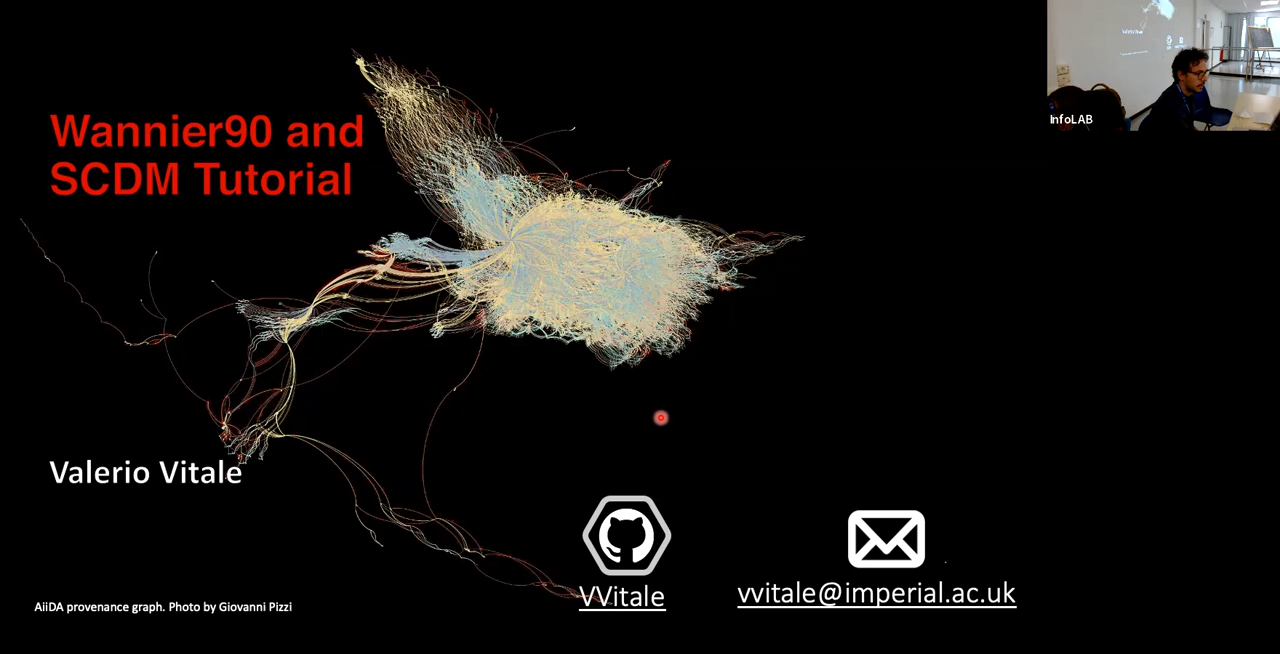 Wannier90 and
SCDM Tutorial
InfoLAB
Valerio Vitale
VVitale
vvitale@imperial.ac.uk
AiiDA provenance graph. Photo by Giovanni Pizzi